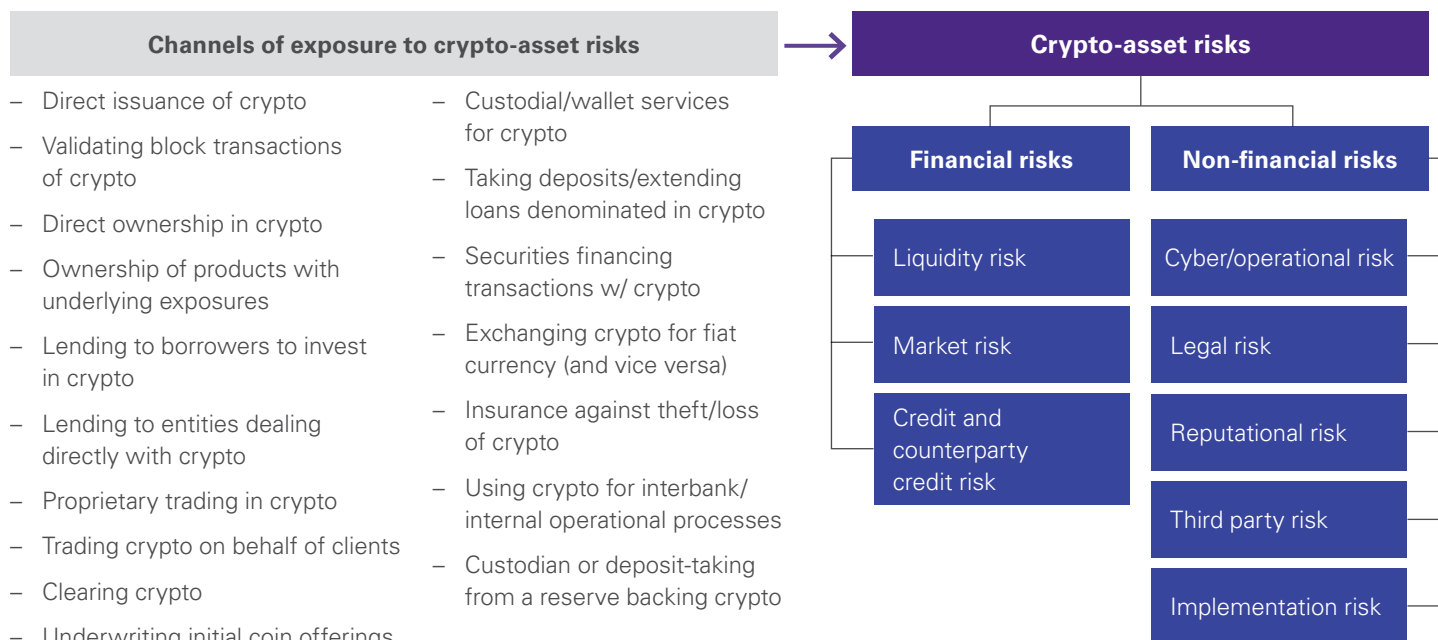 Channels of exposure to crypto-asset risks
– Direct issuance of crypto
– Validating block transactions
of crypto
– Direct ownership in crypto
– Ownership of products with
underlying exposures
– Lending to borrowers to invest
in crypto
– Lending to entities dealing
directly with crypto
– Proprietary trading in crypto
– Trading crypto on behalf of clients
– Clearing crypto
– Underwriting initial coin offerings
– Custodial/wallet services
for crypto
– Taking deposits/extending
loans denominated in crypto
– Securities financing
transactions w/ crypto
– Exchanging crypto for fiat
currency (and vice versa)
– Insurance against theft/loss
of crypto
– Using crypto for interbank/
internal operational processes
– Custodian or deposit-taking
from a reserve backing crypto
Crypto-asset risks
Financial risks
Liquidity risk
Market risk
Credit and
counterparty
credit risk
Non-financial risks
Cyber/operational risk
Legal risk
Reputational risk
Third party risk
Implementation risk